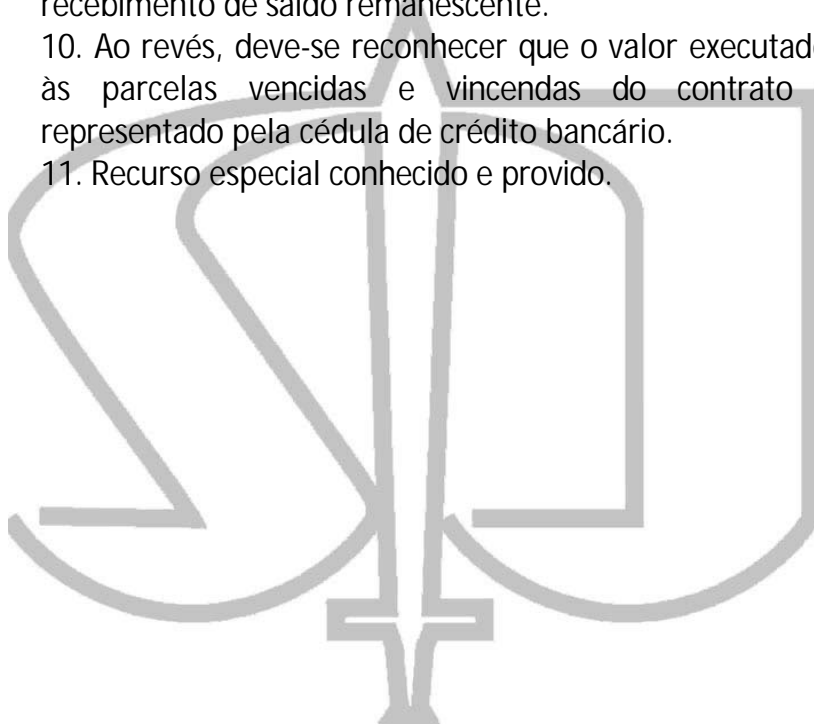 recebimento de saldo remanescente.
10. Ao revés, deve-se reconhecer que o valor executado
às parcelas vencidas e vincendas do contrato
representado pela cédula de crédito bancário.
11. Recurso especial conhecido e provido.